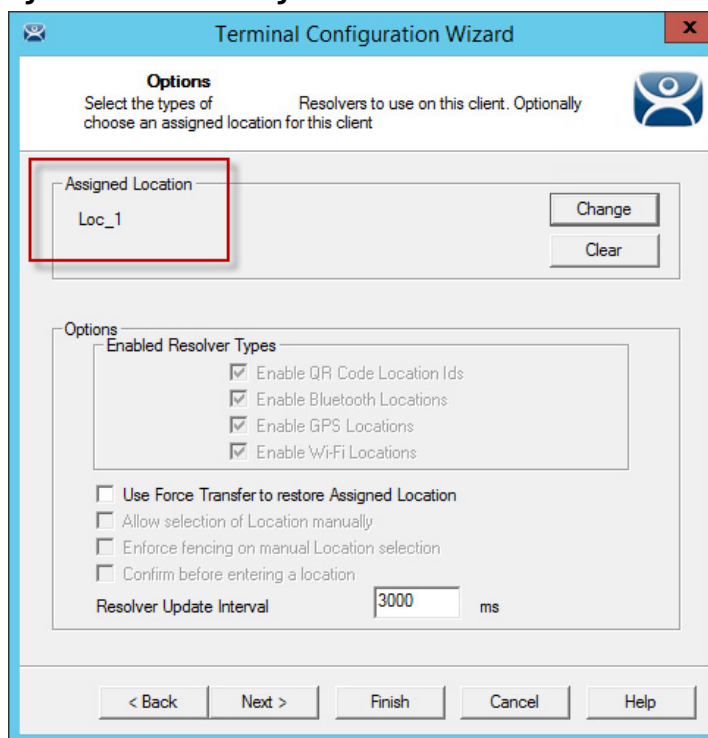 Terminal Configuration Wizard
x
Options
Select the types of Resolvers to use on this client. Optionally
choose an assigned location for this client
Assigned Location
Loc_1
Change
Clear
Options
Enabled Resolver Types
Enable QR Code Location Ids
Enable Bluetooth Locations
Enable GPS Locations
Enable Wi-Fi Locations
Use Force Transfer to restore Assigned Location
Allow selection of Location manually
Enforce fencing on manual Location selection
Confirm before entering a location
Resolver Update Interval 3000 ms
< Back Next > Finish Cancel Help